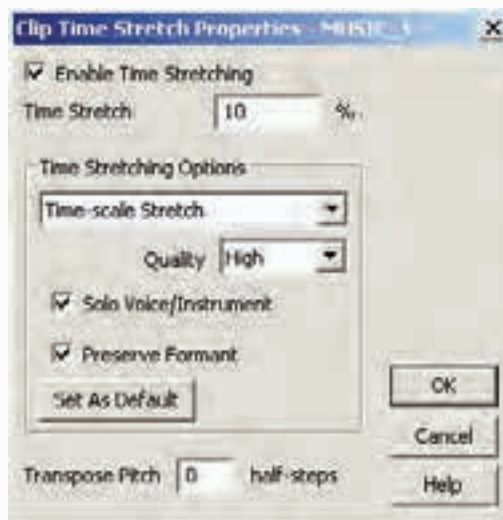 Clip Time Stretch Properties - MUSIC
Enable Time Stretching
Time Stretch 10 %
Time Stretching Options
Time-scale Stretch
Quality High
Solo Voice/Instrument
Preserve Formant
Set As Default
OK
Cancel
Transpose Pitch 0 half-steps
Help